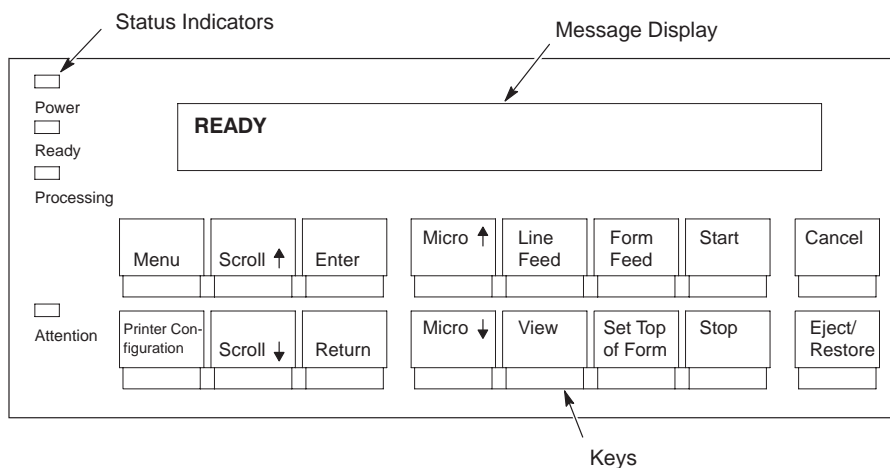 Status Indicators
Message Display
Power
READY
Ready
Processing
Menu
Scroll ↑
Enter
Micro ↑
Line
Feed
Form
Feed
Start
Cancel
Attention
Printer Con-
figuration
Scroll ↓
Return
Micro ↓
View
Set Top
of Form
Stop
Eject/
Restore
Keys